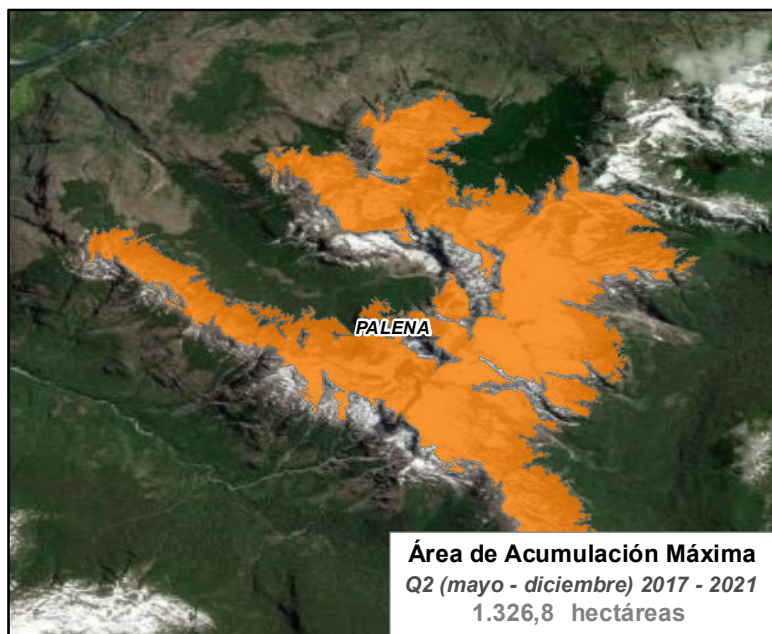 PALENA
Área de Acumulación Máxima
Q2 (mayo - diciembre) 2017 - 2021
1.326,8 hectáreas